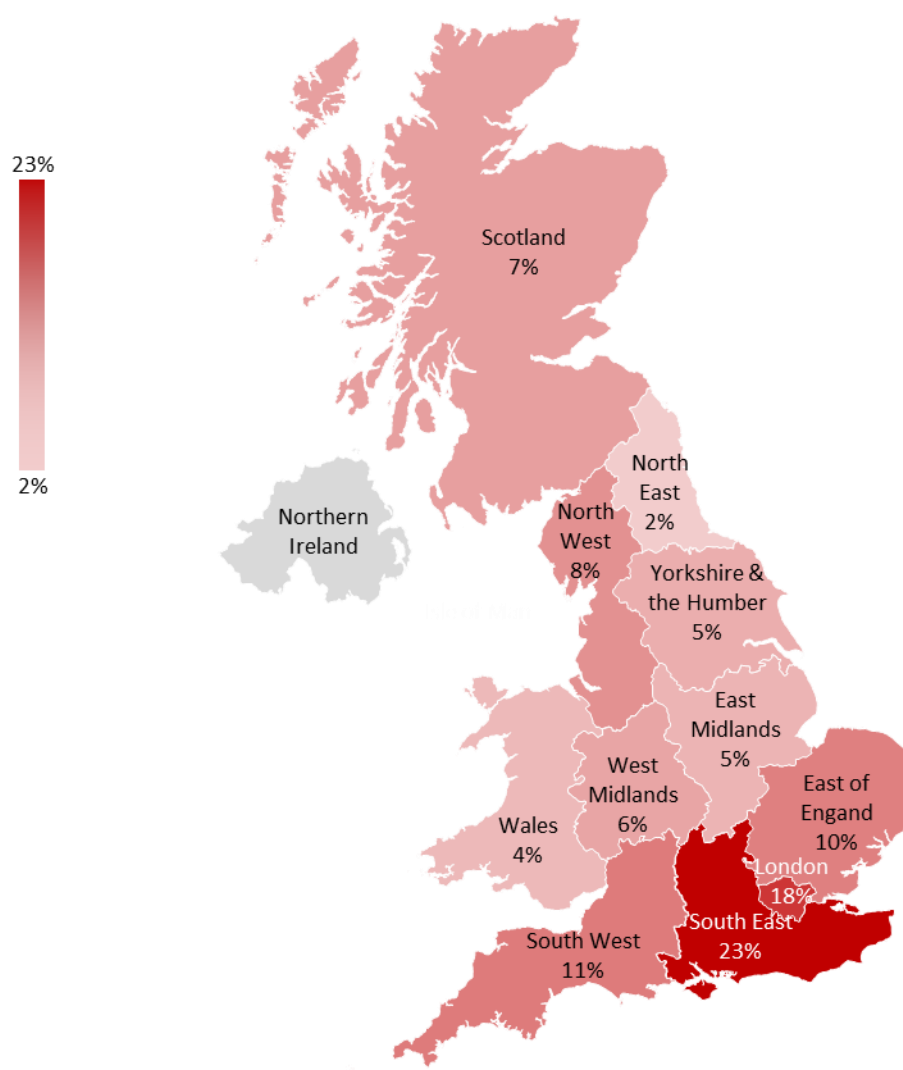 23%
2%
Scotland
7%
North
East
2%
Northern
Ireland
North
West
8%
Yorkshire &
the Humber
5%
East
Midlands
5%
West
Midlands
6%
East of
Engand
10%
Wales
4%
London
18%
South East
23%
South West
11%